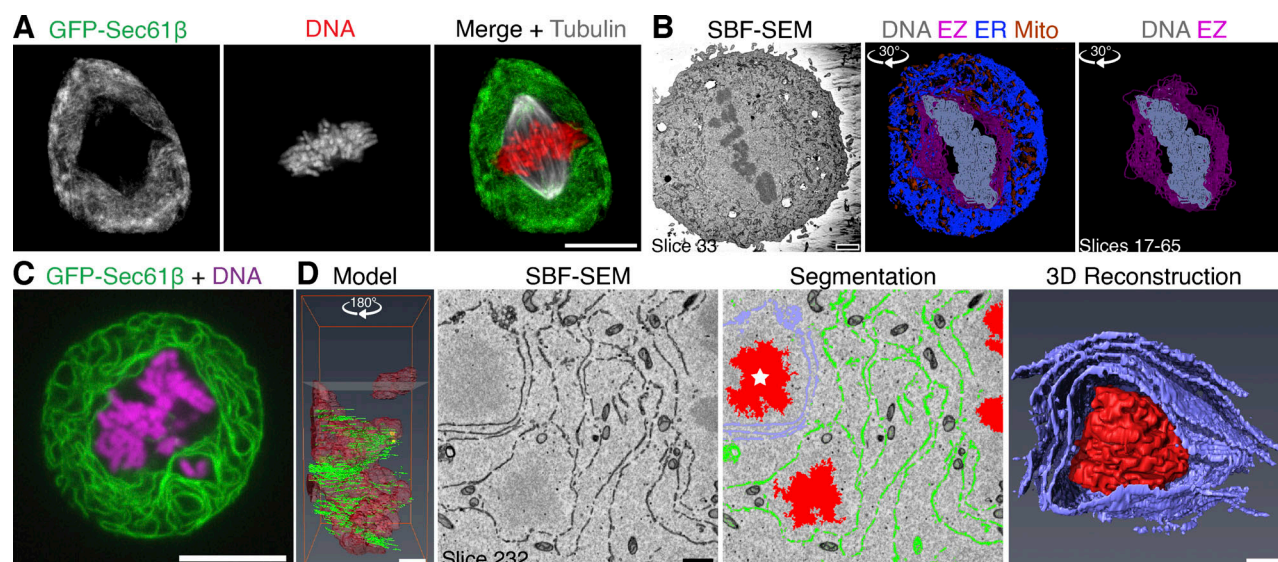 A
GFP-Sec61β
DNA
Merge + Tubulin
B
SBF-SEM
DNA EZ ER Mito
DNA EZ
30°
30°
Slice 33
Slices 17-65
C
GFP-Sec61β + DNA
D
Model
SBF-SEM
Segmentation
3D Reconstruction
180°
Slice 232